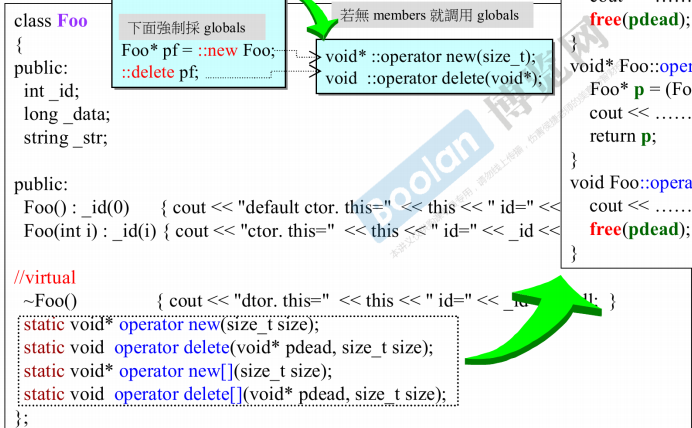 下面強制採 globals
Foo* pf = ::new Foo;
::delete pf;
若無 members 就調用 globals
void* ::operator new(size_t);
void ::operator delete(void*);
class Foo
{
public:
int _id;
long _data;
string _str;
public:
Foo() : _id(0) { cout << "default ctor. this=" << this << " id=" <<
Foo(int i) : _id(i) { cout << "ctor. this=" << this << " id=" << _id <<
//virtual
~Foo() { cout << "dtor. this=" << this << " id=" << _id
}
static void* operator new(size_t size);
static void operator delete(void* pdead, size_t size);
static void* operator new[](size_t size);
static void operator delete[](void* pdead, size_t size);
};
cout << ……
free(pdead);
}
void* Foo::oper
Foo* p = (Fo
cout << ……
return p;
}
void Foo::opera
cout << ……
free(pdead);
}
Boolan
博览网